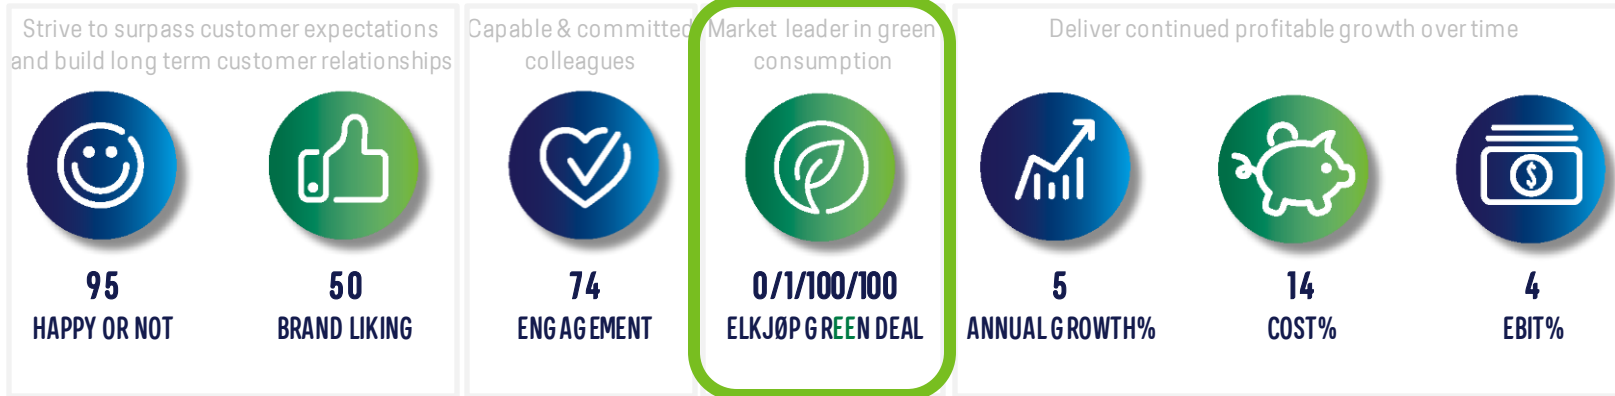 Strive to surpass customer expectations
and build long term customer relationships
95
HAPPY OR NOT
50
BRAND LIKING
Capable & committed
colleagues
74
ENGAGEMENT
Market leader in green
consumption
0/1/100/100
ELKJØP GREEN DEAL
Deliver continued profitable growth over time
5
ANNUAL GROWTH%
14
COST%
$
4
EBIT%